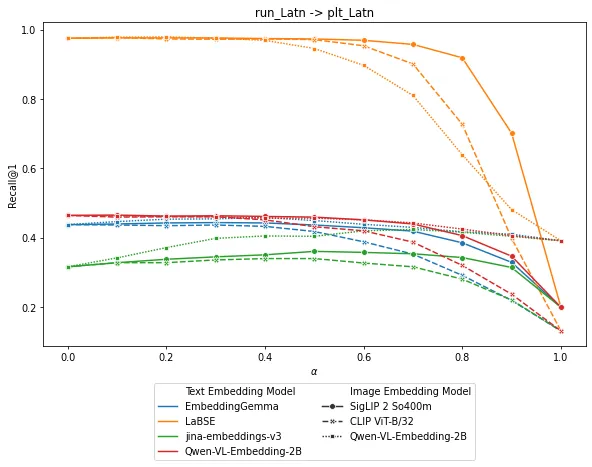 run_Latn -> plt_Latn
Recall@1
1.0
0.8
0.6
0.4
0.2
0.0 0.2 0.4 0.6 0.8 1.0
α
Text Embedding Model
EmbeddingGemma
LaBSE
jina-embeddings-v3
Qwen-VL-Embedding-2B
Image Embedding Model
SigLIP 2 So400m
CLIP ViT-B/32
Qwen-VL-Embedding-2B